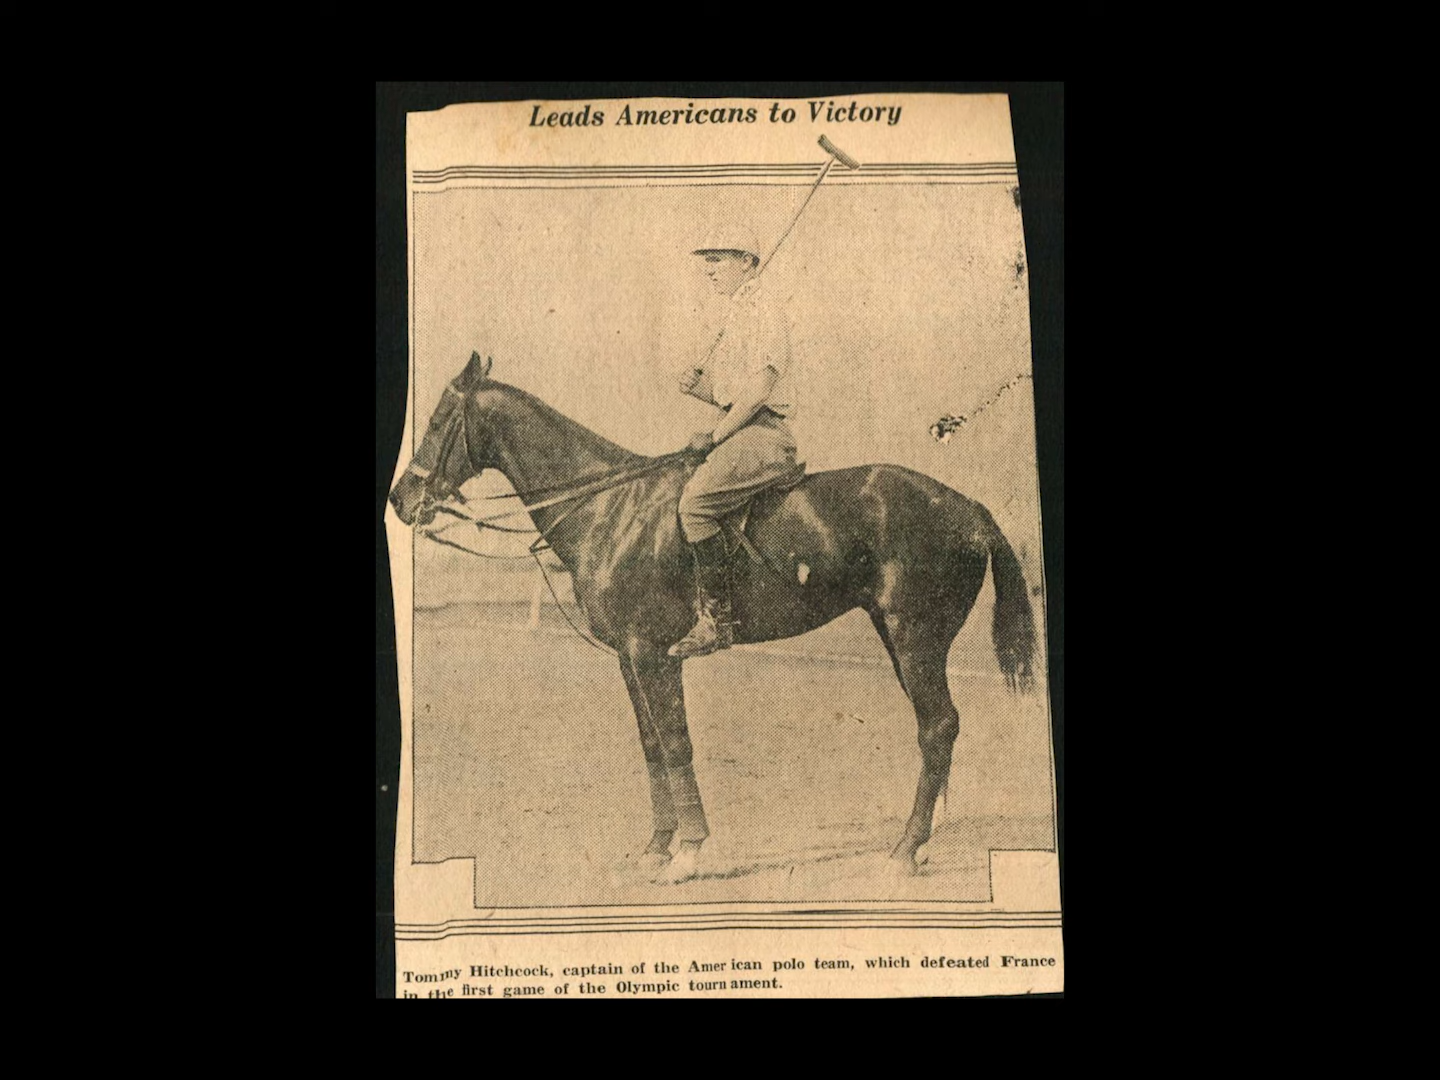 Leads Americans to Victory
Tommy Hitchcock, captain of the American polo team, which defeated France
in the first game of the Olympic tournament.